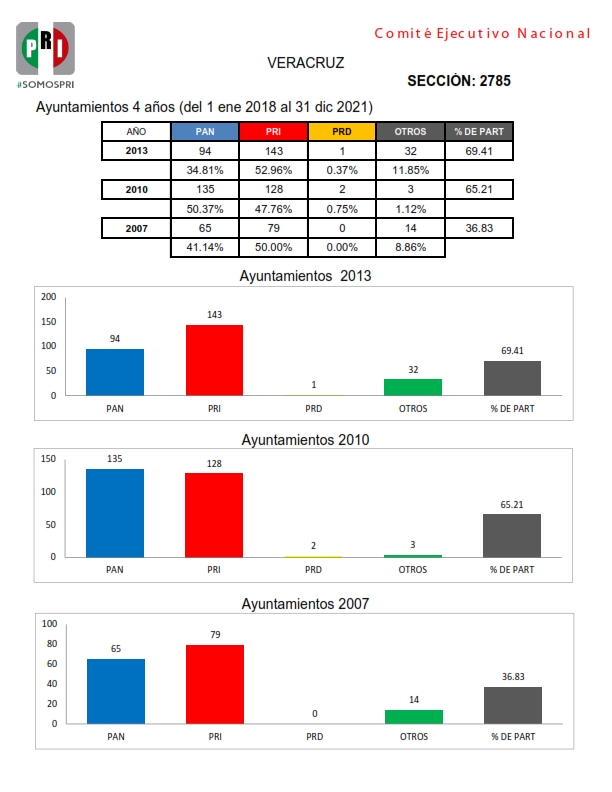 Comité Ejecutivo Nacional
PRI
#SOMOSPRI
VERACRUZ
SECCIÓN: 2785
Ayuntamientos 4 años (del 1 ene 2018 al 31 dic 2021)
AÑO PAN PRI PRD OTROS % DE PART
2013 94 143 1 32 69.41
34.81% 52.96% 0.37% 11.85%
2010 135 128 2 3 65.21
50.37% 47.76% 0.75% 1.12%
2007 65 79 0 14 36.83
41.14% 50.00% 0.00% 8.86%
Ayuntamientos 2013
200
150
100
50
0
94 143 1 32 69.41
PAN PRI PRD OTROS % DE PART
Ayuntamientos 2010
150
100
50
0
135 128 2 3 65.21
PAN PRI PRD OTROS % DE PART
Ayuntamientos 2007
100
80
60
40
20
0
65 79 0 14 36.83
PAN PRI PRD OTROS % DE PART